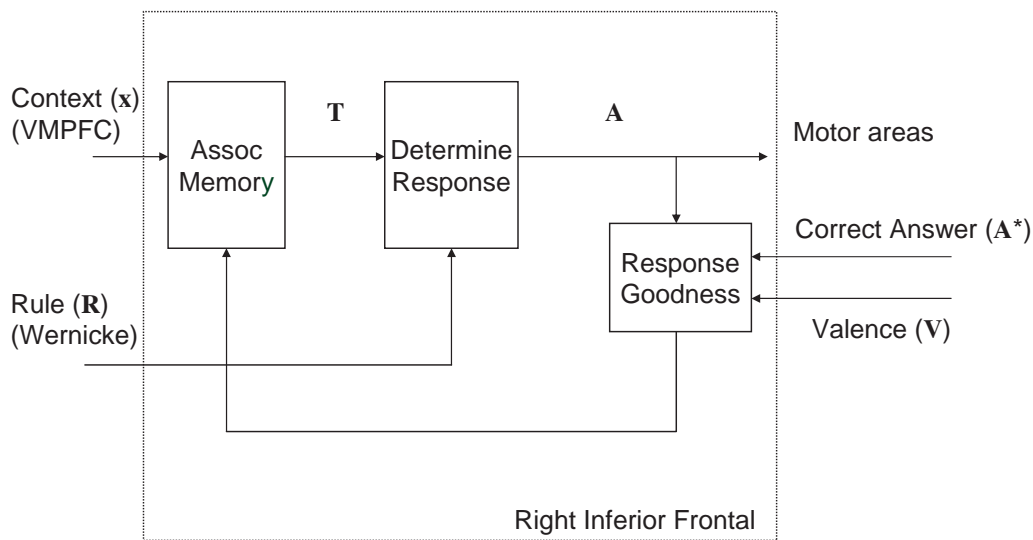 Context (x)
(VMPFC)
T
A
Assoc
Memory
Determine
Response
Motor areas
Correct Answer (A*)
Response
Goodness
Rule (R)
(Wernicke)
Valence (V)
Right Inferior Frontal